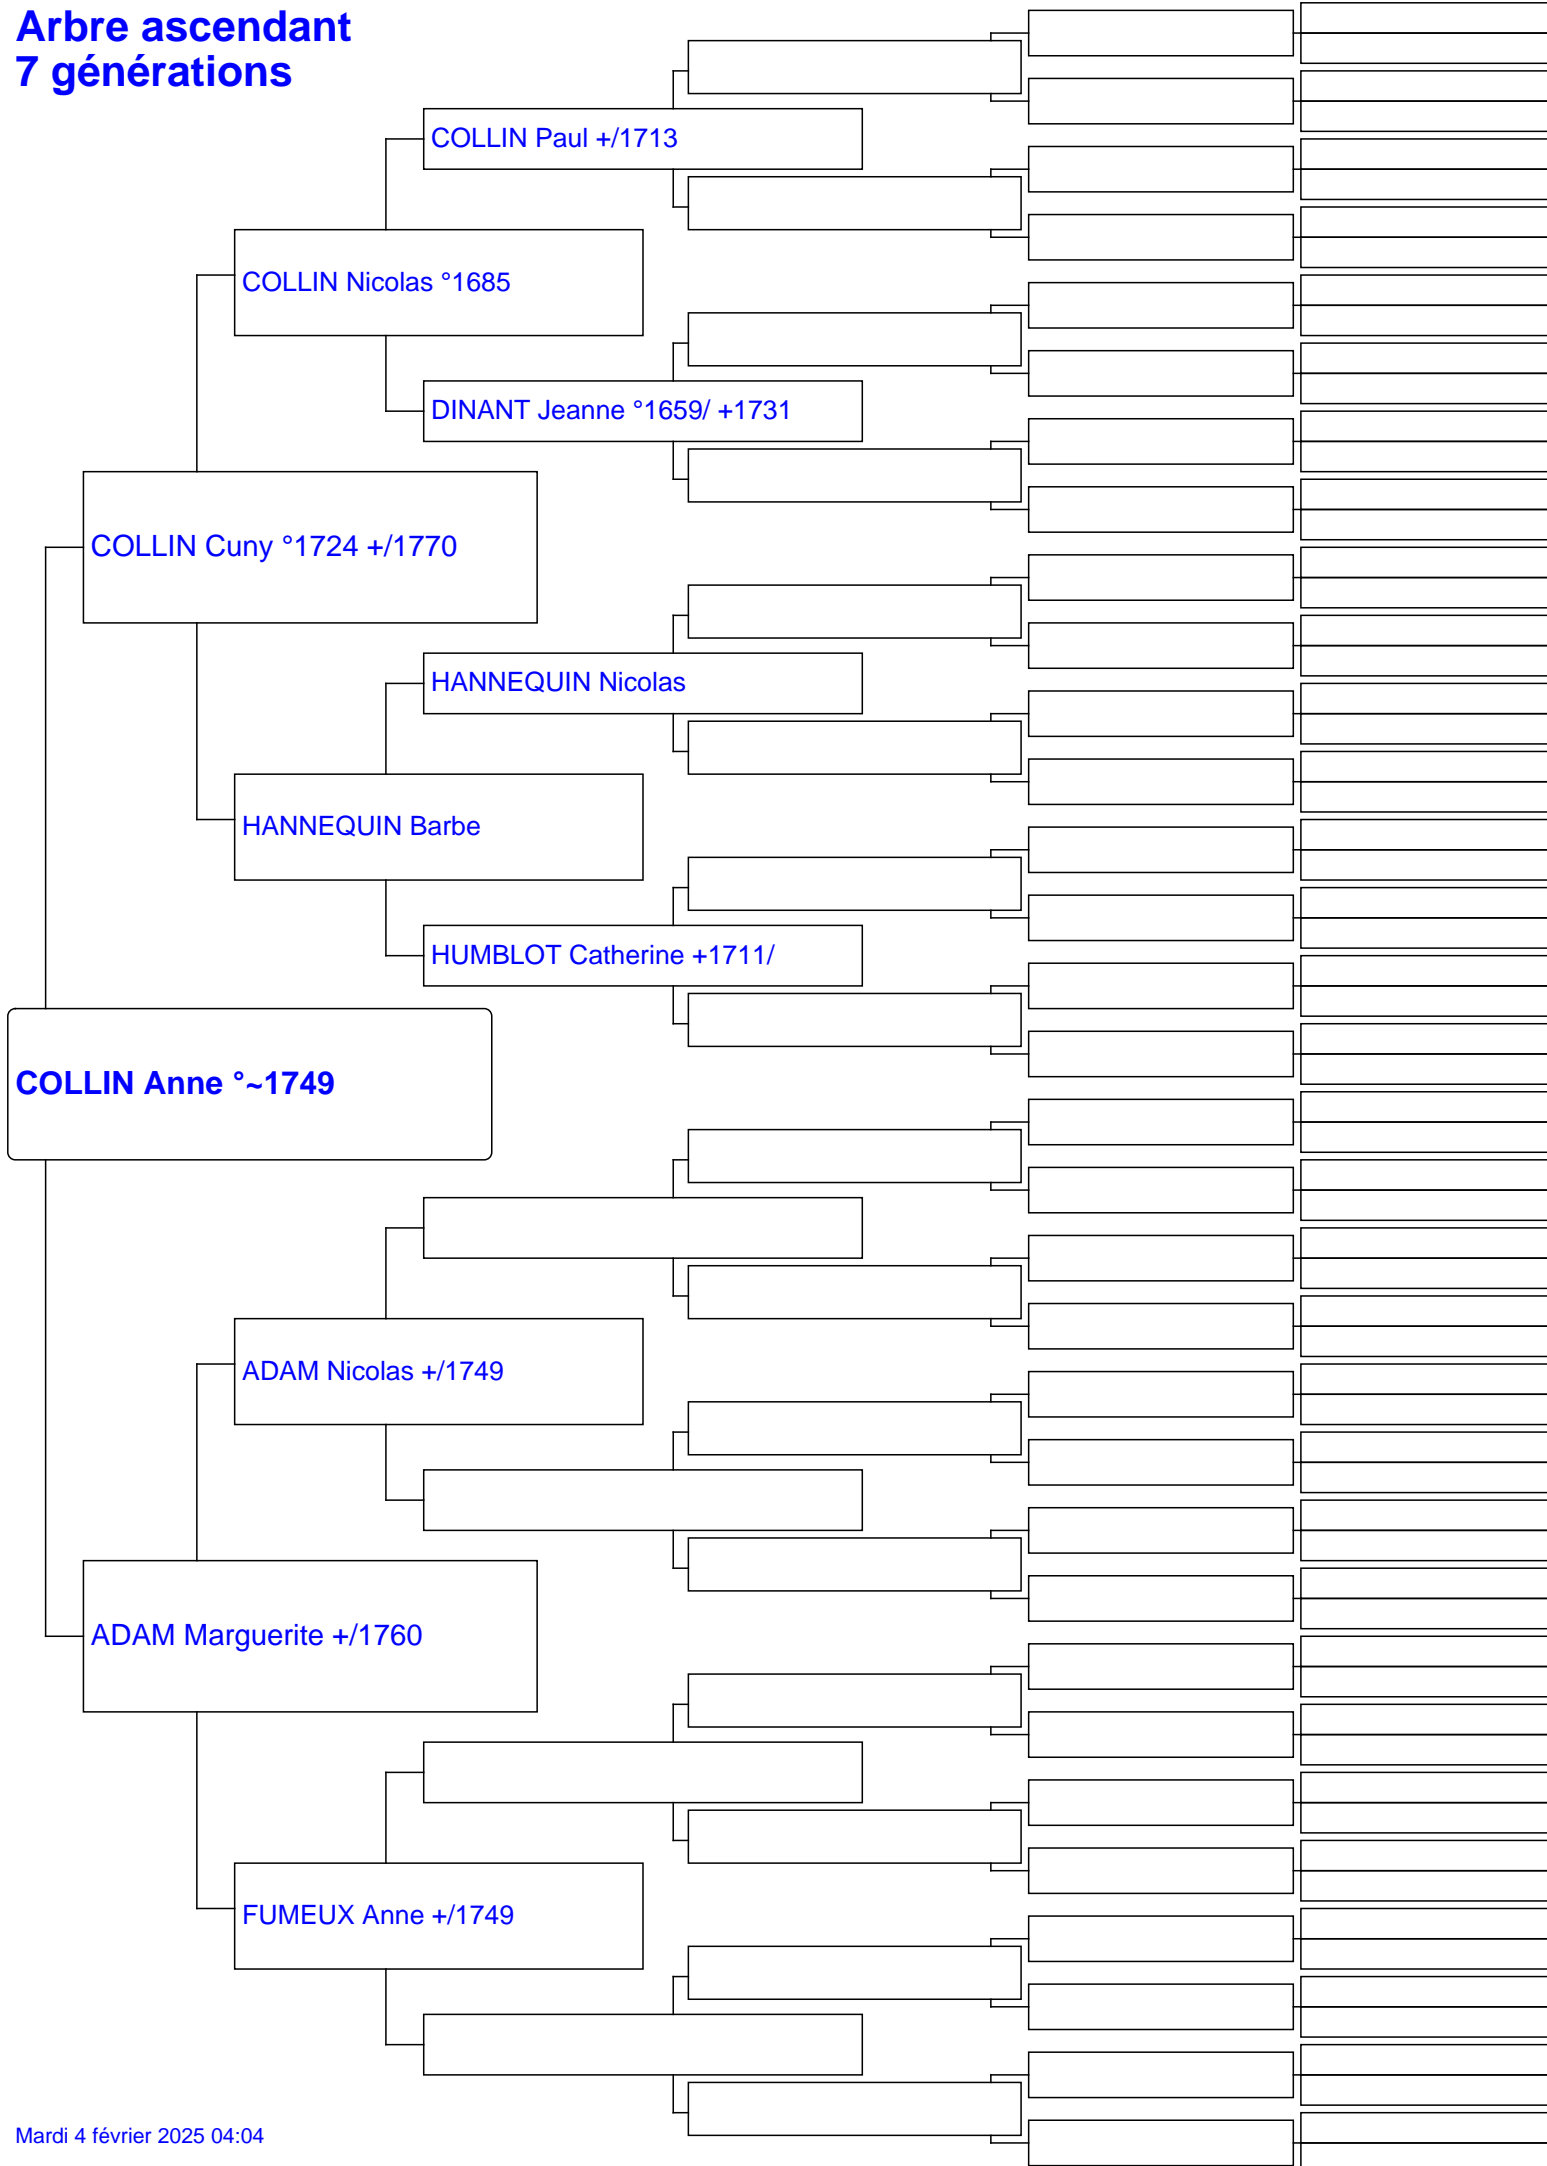 Arbre ascendant
7 générations
COLLIN Paul +/1713
COLLIN Nicolas °1685
DINANT Jeanne °1659/ +1731
COLLIN Cuny °1724 +/1770
HANNEQUIN Nicolas
HANNEQUIN Barbe
HUMBLOT Catherine +1711/
COLLIN Anne °~1749
ADAM Nicolas +/1749
ADAM Marguerite +/1760
FUMEUX Anne +/1749
Mardi 4 février 2025 04:04